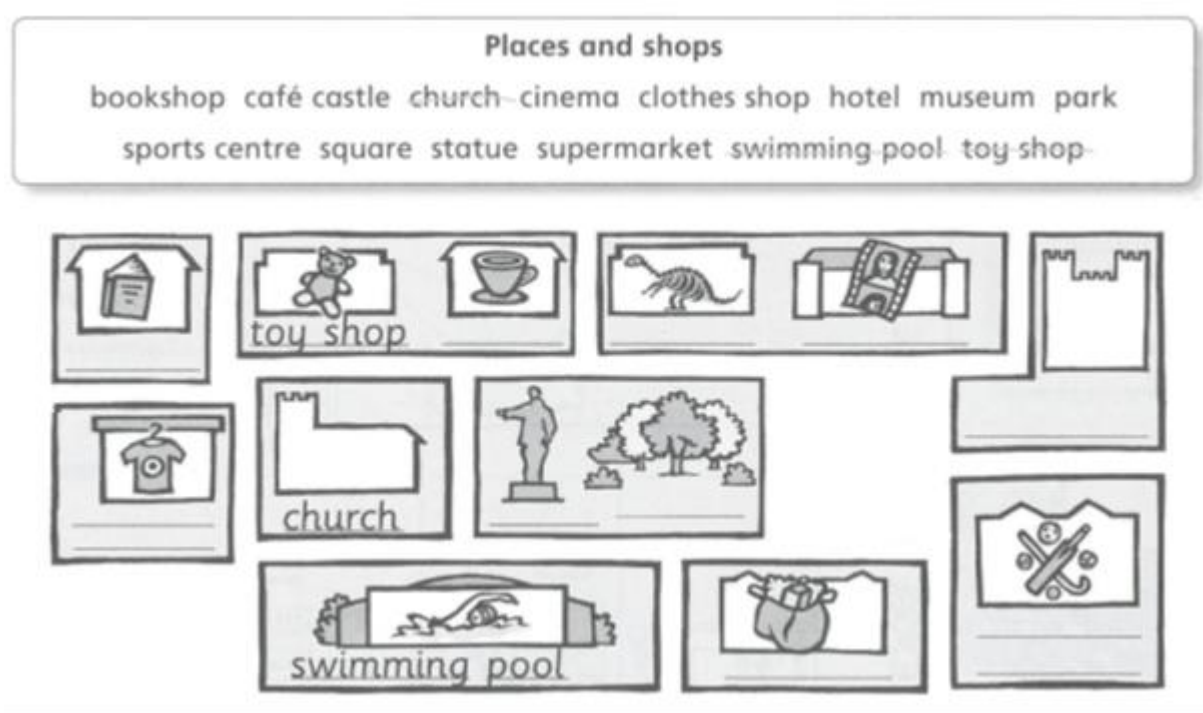 Places and shops
bookshop café castle church cinema clothes shop hotel museum park
sports centre square statue supermarket swimming pool toy shop
toy shop
church
swimming pool